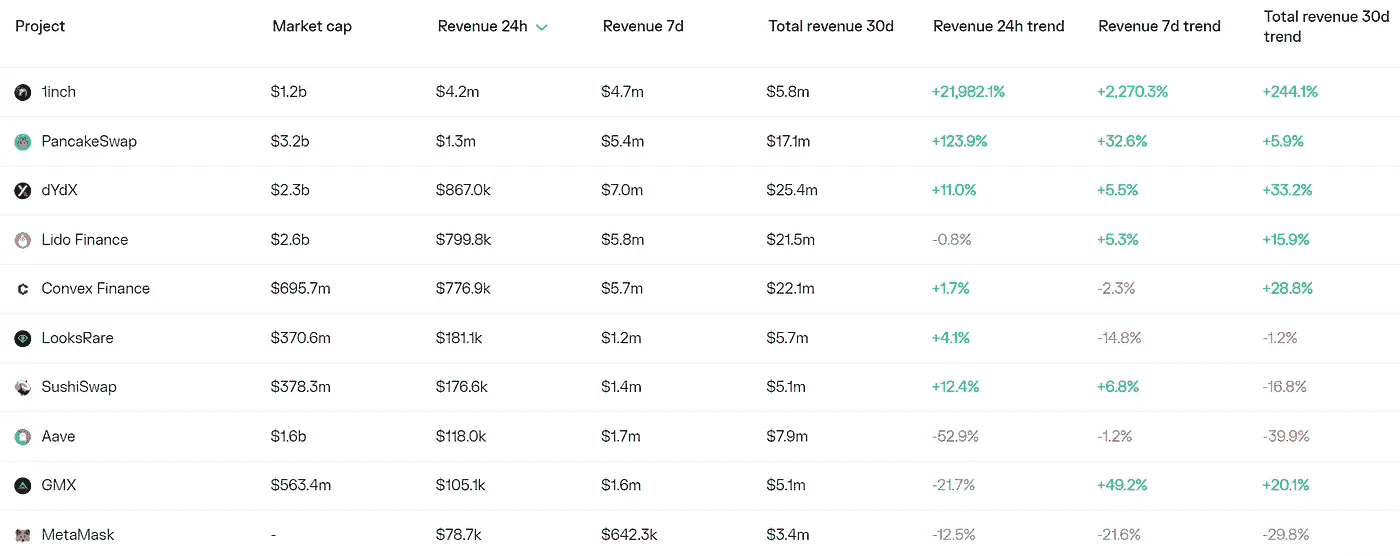 Project Market cap Revenue 24h Revenue 7d Total revenue 30d Revenue 24h trend Revenue 7d trend Total revenue 30d trend
1inch $1.2b $4.2m $4.7m $5.8m +21,982.1% +2,270.3% +244.1%
PancakeSwap $3.2b $1.3m $5.4m $17.1m +123.9% +32.6% +5.9%
dYdX $2.3b $867.0k $7.0m $25.4m +11.0% +5.5% +33.2%
Lido Finance $2.6b $799.8k $5.8m $21.5m -0.8% +5.3% +15.9%
Convex Finance $695.7m $776.9k $5.7m $22.1m +1.7% -2.3% +28.8%
LooksRare $370.6m $181.1k $1.2m $5.7m +4.1% -14.8% -1.2%
SushiSwap $378.3m $176.6k $1.4m $5.1m +12.4% +6.8% -16.8%
Aave $1.6b $118.0k $1.7m $7.9m -52.9% -1.2% -39.9%
GMX $563.4m $105.1k $1.6m $5.1m -21.7% +49.2% +20.1%
MetaMask - $78.7k $642.3k $3.4m -12.5% -21.6% -29.8%